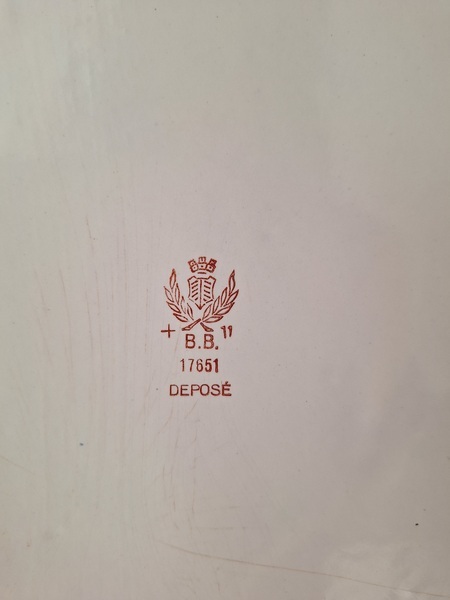 + B.B. 11
17651
DEPOSÉ